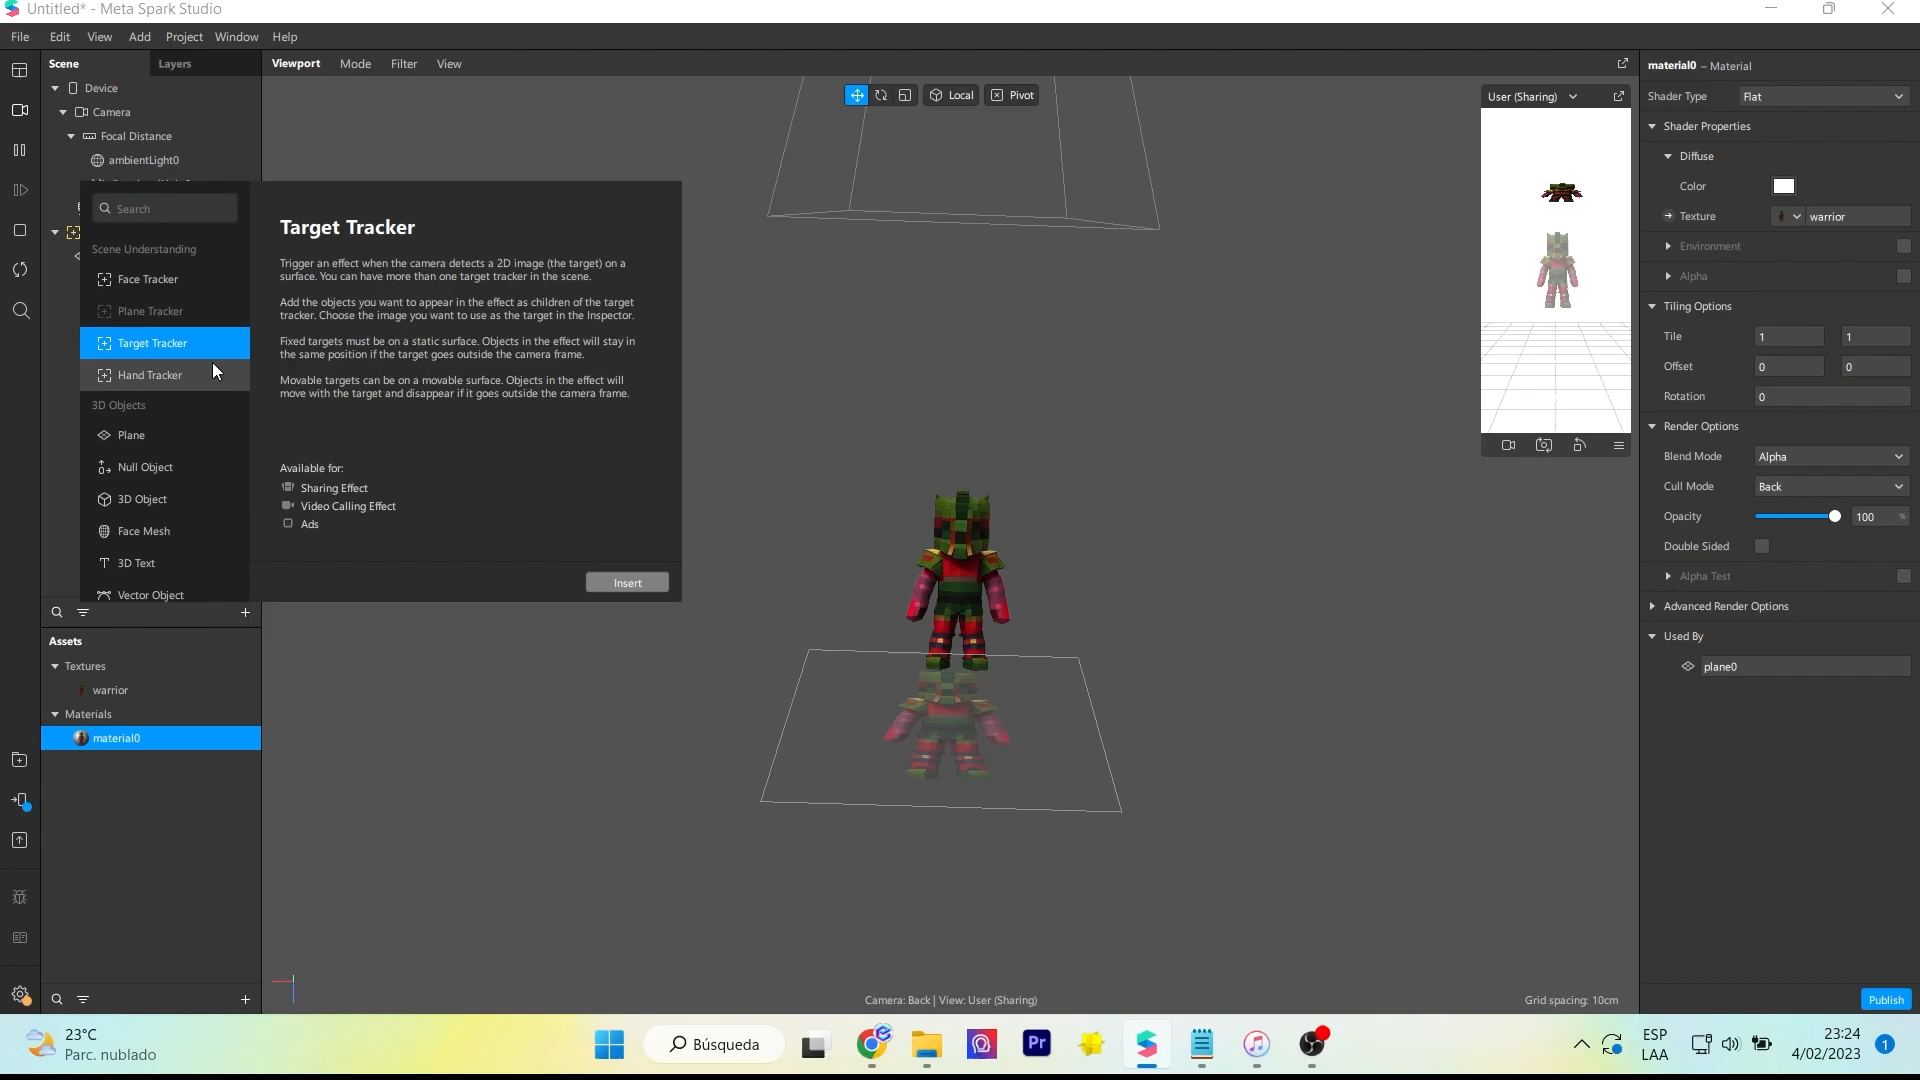 Untitled* - Meta Spark Studio
File Edit View Add Project Window Help
Scene Layers
Device
Camera
Focal Distance
ambientLight0
Search
Scene Understanding
Face Tracker
Plane Tracker
Target Tracker
Hand Tracker
3D Objects
Plane
Null Object
3D Object
Face Mesh
3D Text
Vector Object
Target Tracker
Trigger an effect when the camera detects a 2D image (the target) on a
surface. You can have more than one target tracker in the scene.
Add the objects you want to appear in the effect as children of the target
tracker. Choose the image you want to use as the target in the Inspector.
Fixed targets must be on a static surface. Objects in the effect will stay in
the same position if the target goes outside the camera frame.
Movable targets can be on a movable surface. Objects in the effect will
move with the target and disappear if it goes outside the camera frame.
Available for:
Sharing Effect
Video Calling Effect
Ads
Insert
Assets
Textures
warrior
Materials
material0
Viewport Mode Filter View
Local Pivot
User (Sharing)
Camera: Back | View: User (Sharing)
Grid spacing: 10cm
material0 – Material
Shader Type Flat
Shader Properties
Diffuse
Color
Texture warrior
Environment
Alpha
Tiling Options
Tile 1 1
Offset 0 0
Rotation 0
Render Options
Blend Mode Alpha
Cull Mode Back
Opacity 100 %
Double Sided
Alpha Test
Advanced Render Options
Used By
plane0
Publish
23°C
Parc. nublado
Búsqueda
Pr
ESP
LAA
23:24
4/02/2023
1